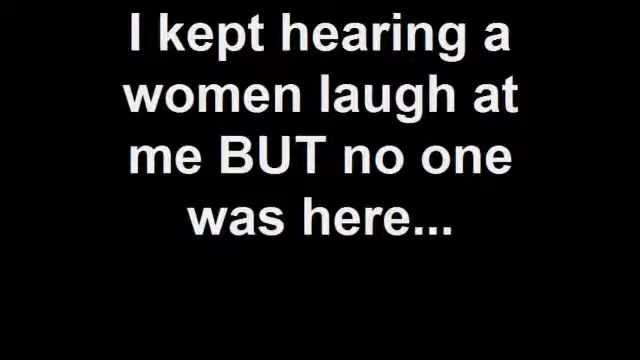 I kept hearing a
women laugh at
me BUT no one
was here...